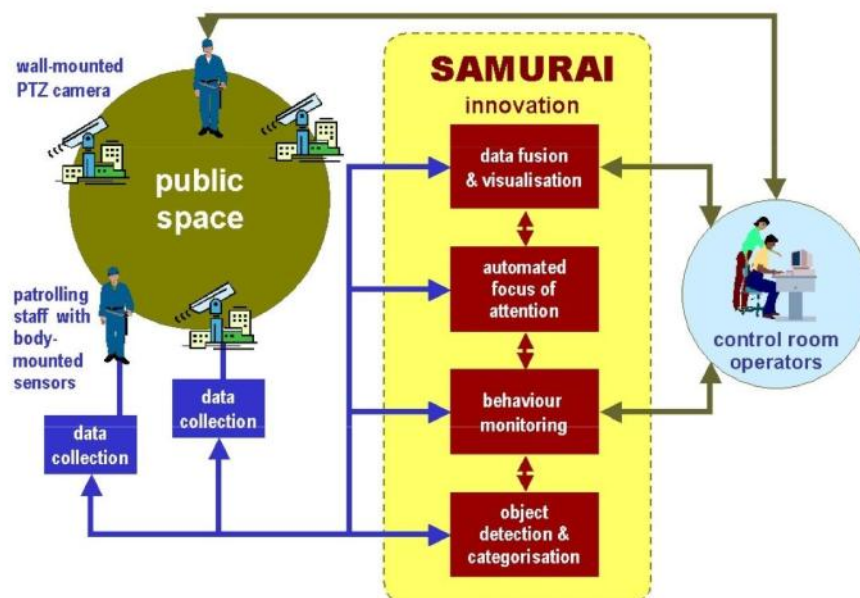 wall-mounted
PTZ camera
public
space
patrolling
staff with
body-
mounted
sensors
data
collection
data
collection
SAMURAI
innovation
data fusion
& visualisation
automated
focus of
attention
behaviour
monitoring
object
detection &
categorisation
control room
operators